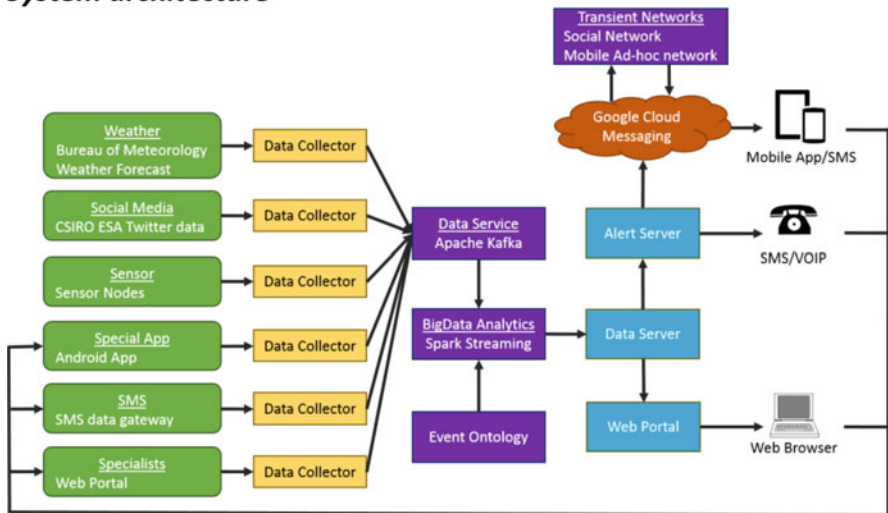 System architecture
Transient Networks
Social Network
Mobile Ad-hoc network
Google Cloud
Messaging
Mobile App/SMS
Weather
Bureau of Meteorology
Weather Forecast
Data Collector
Social Media
CSIRO ESA Twitter data
Data Collector
Data Service
Apache Kafka
Alert Server
SMS/VOIP
Sensor
Sensor Nodes
Data Collector
Special App
Android App
Data Collector
BigData Analytics
Spark Streaming
Data Server
SMS
SMS data gateway
Data Collector
Event Ontology
Web Portal
Web Browser
Specialists
Web Portal
Data Collector